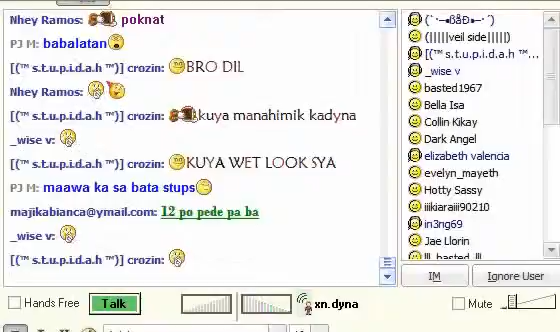 Nhey Ramos: poknat
PJ M: babalatan
[(™ s.t.u.p.i.d.a.h ™)] crozin: BRO DIL
Nhey Ramos:
[(™ s.t.u.p.i.d.a.h ™)] crozin: kuya manahimik kadyna
_wise v:
[(™ s.t.u.p.i.d.a.h ™)] crozin: KUYA WET LOOK SYA
PJ M: maawa ka sa bata stups
majikabianca@ymail.com: 12 po pede pa ba
_wise v:
[(™ s.t.u.p.i.d.a.h ™)] crozin:
(|||||veil side|||||)
[(™ s.t.u.p.i.d.a.h ™...
_wise v
basted1967
Bella Isa
Collin Kikay
Dark Angel
elizabeth valencia
evelyn_mayeth
Hotty Sassy
iiikiaraiii90210
in3ng69
Jae Llorin
IM
Ignore User
Hands Free
Talk
xn.dyna
Mute